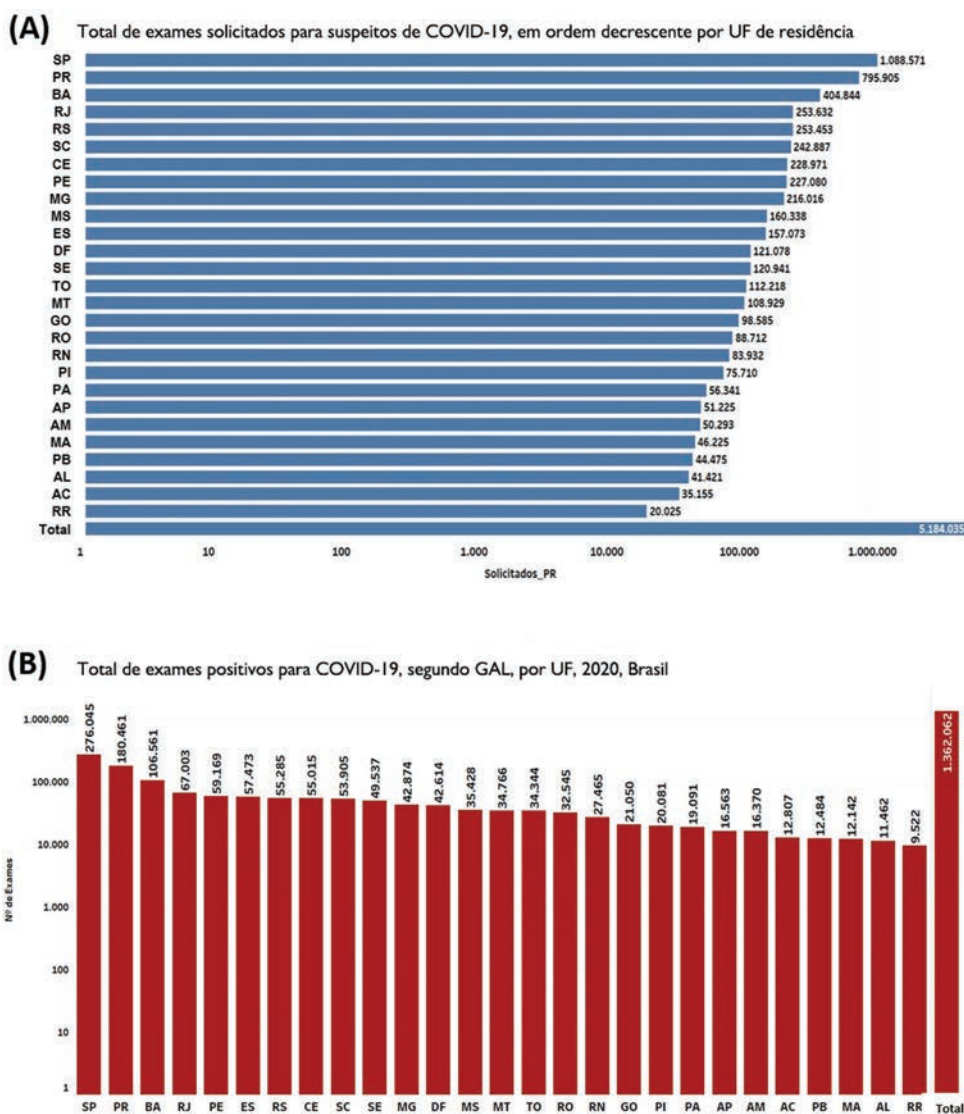 (A) Total de exames solicitados para suspeitos de COVID-19, em ordem decrescente por UF de residência
SP 1.088.571
PR 795.905
BA 404.844
RJ 253.632
RS 253.453
SC 242.887
CE 228.971
PE 227.080
MG 216.016
MS 160.338
ES 157.073
DF 121.078
SE 120.941
TO 112.218
MT 108.929
GO 98.585
RO 88.712
RN 83.932
PI 75.710
PA 56.341
AP 51.225
AM 50.293
MA 46.225
PB 44.475
AL 41.421
AC 35.155
RR 20.025
Total 5.184.035
1 10 100 1.000 10.000 100.000 1.000.000
Solicitados_PR
(B) Total de exames positivos para COVID-19, segundo GAL, por UF, 2020, Brasil
Nº de Exames
1.000.000
100.000
10.000
1.000
100
10
1
276.045 180.461 106.561 67.003 59.169 57.473 55.285 55.015 53.905 49.537 42.874 42.614 35.428 34.766 34.344 32.545 27.465 21.050 20.081 19.091 16.563 16.370 12.807 12.484 12.142 11.462 9.522 1.362.062
SP PR BA RJ PE ES RS CE SC SE MG DF MS MT TO RO RN GO PI PA AP AM AC PB MA AL RR Total